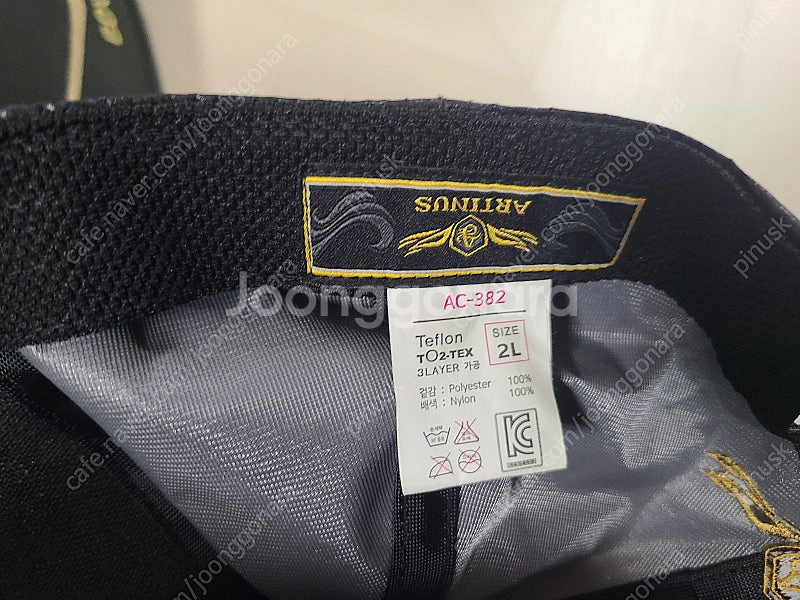 ARTINUS
AC-382
Teflon
TO2-TEX
3LAYER 가공
SIZE
2L
겉감 : Polyester 100%
배색 : Nylon 100%
Joonggonara
cafe.naver.com/joonggonara
pinusk